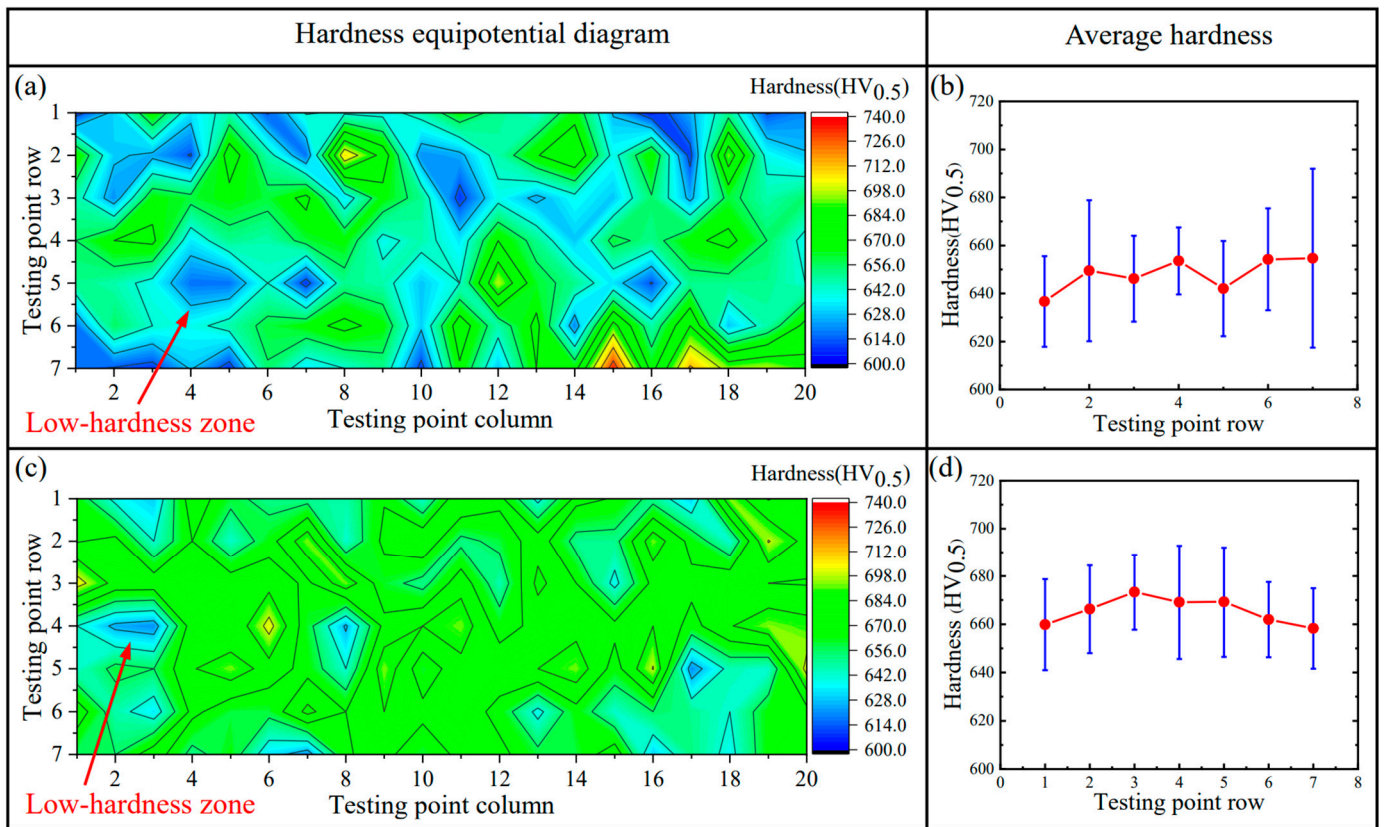 Hardness equipotential diagram
Average hardness
(a)
Hardness(HV0.5)
1
2
3
4
5
6
7
Testing point row
2 4 6 8 10 12 14 16 18 20
Testing point column
740.0
726.0
712.0
698.0
684.0
670.0
656.0
642.0
628.0
614.0
600.0
Low-hardness zone
(b)
720
700
680
660
640
620
600
Hardness(HV0.5)
0 1 2 3 4 5 6 7 8
Testing point row
(c)
Hardness(HV0.5)
1
2
3
4
5
6
7
Testing point row
2 4 6 8 10 12 14 16 18 20
Testing point column
740.0
726.0
712.0
698.0
684.0
670.0
656.0
642.0
628.0
614.0
600.0
Low-hardness zone
(d)
720
700
680
660
640
620
600
Hardness (HV0.5)
0 1 2 3 4 5 6 7 8
Testing point row